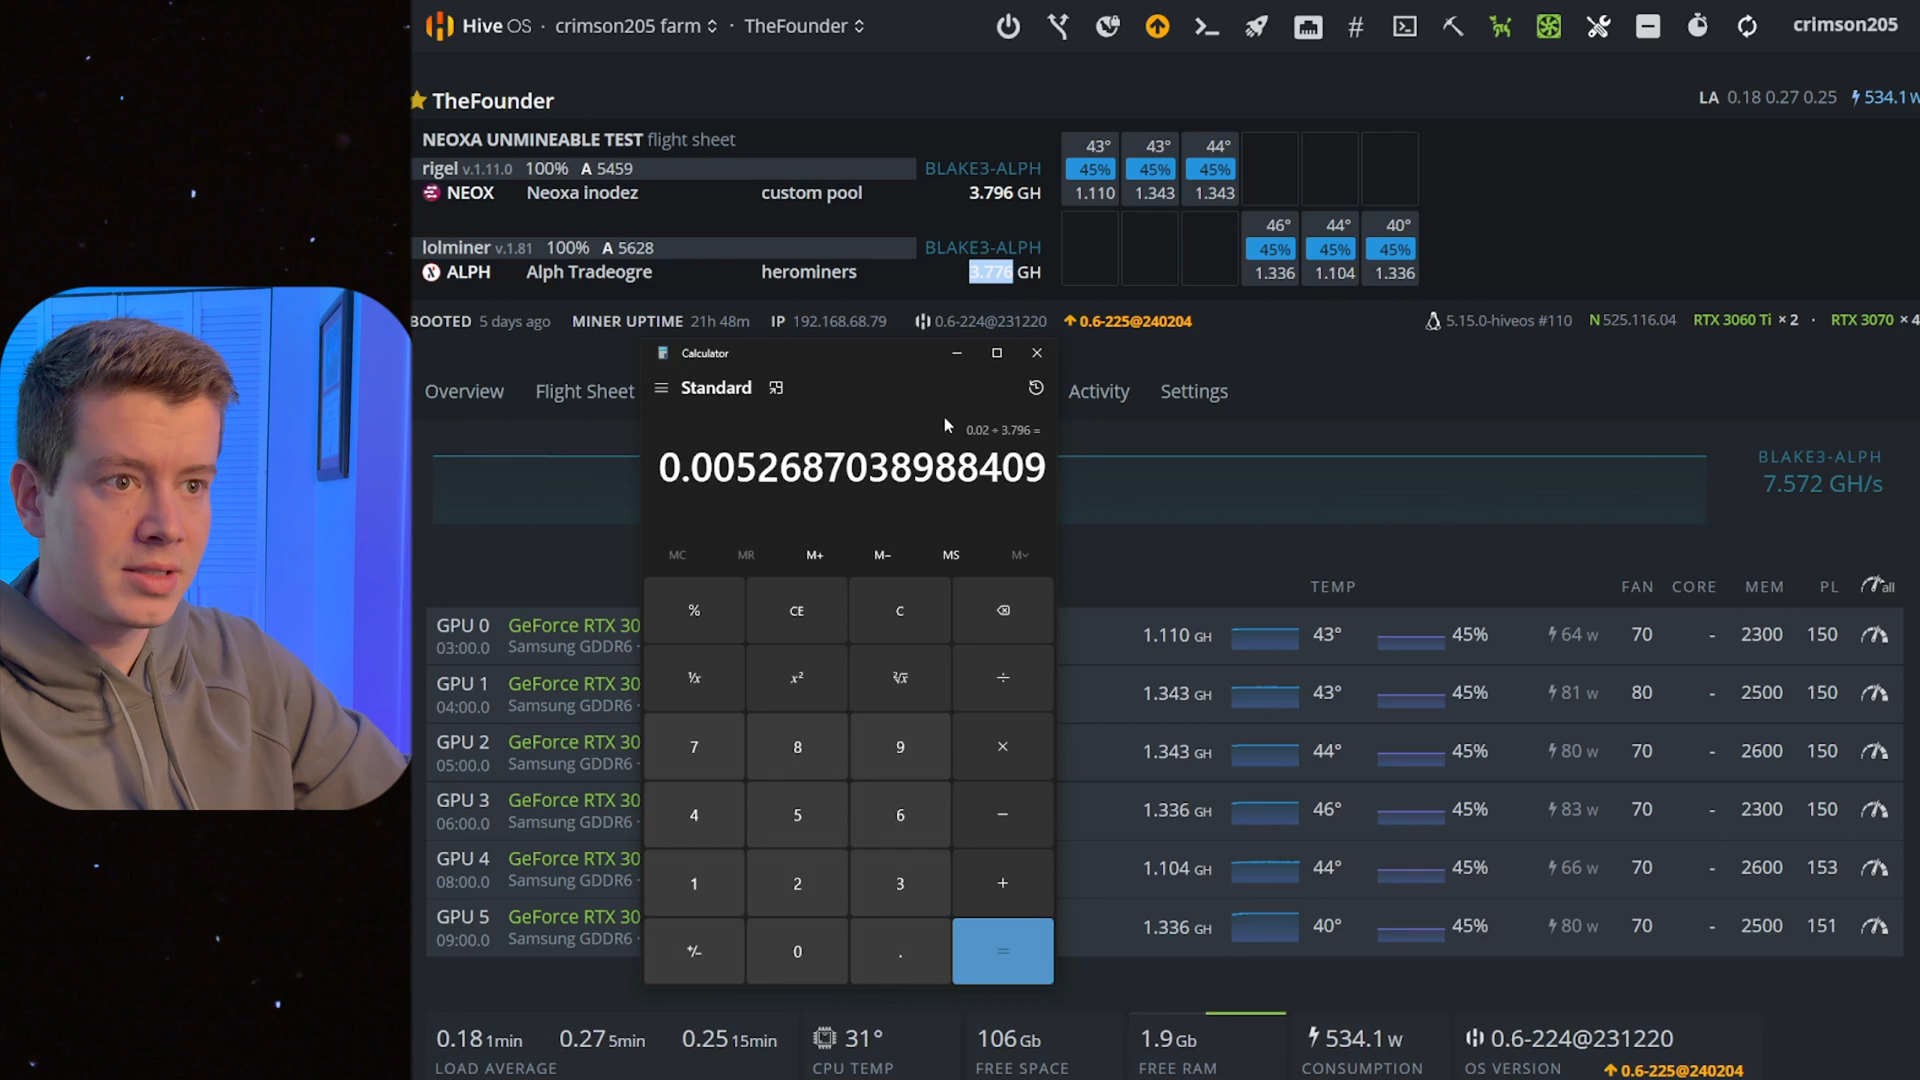 Hive OS · crimson205 farm · TheFounder
crimson205
TheFounder
LA 0.18 0.27 0.25 534.1
NEOXA UNMINEABLE TEST flight sheet
rigel v.1.11.0 100% A 5459 BLAKE3-ALPH
NEOX Neoxa inodez custom pool 3.796 GH
lolminer v.1.81 100% A 5628 BLAKE3-ALPH
ALPH Alph Tradeogre herominers 3.776 GH
43° 43° 44°
45% 45% 45%
1.110 1.343 1.343
46° 44° 40°
45% 45% 45%
1.336 1.104 1.336
BOOTED 5 days ago MINER UPTIME 21h 48m IP 192.168.68.79 0.6-224@231220 0.6-225@240204
5.15.0-hiveos #110 N 525.116.04 RTX 3060 Ti × 2 · RTX 3070 × 4
Calculator
Standard
0.02 ÷ 3.796 =
0.0052687038988409
MC MR M+ M− MS M˅
% CE C
⅟x x² ²√x ÷
7 8 9 ×
4 5 6 −
1 2 3 +
+/− 0 . =
Overview Flight Sheet Activity Settings
BLAKE3-ALPH
7.572 GH/s
TEMP FAN CORE MEM PL all
GPU 0 GeForce RTX 30 1.110 GH 43° 45% 64 W 70 - 2300 150
03:00.0 Samsung GDDR6 ·
GPU 1 GeForce RTX 30 1.343 GH 43° 45% 81 W 80 - 2500 150
04:00.0 Samsung GDDR6 ·
GPU 2 GeForce RTX 30 1.343 GH 44° 45% 80 W 70 - 2600 150
05:00.0 Samsung GDDR6 ·
GPU 3 GeForce RTX 30 1.336 GH 46° 45% 83 W 70 - 2300 150
06:00.0 Samsung GDDR6 ·
GPU 4 GeForce RTX 30 1.104 GH 44° 45% 66 W 70 - 2600 153
08:00.0 Samsung GDDR6 ·
GPU 5 GeForce RTX 30 1.336 GH 40° 45% 80 W 70 - 2500 151
09:00.0 Samsung GDDR6 ·
0.18 1min 0.27 5min 0.25 15min 31° 106 Gb 1.9 Gb 534.1 W 0.6-224@231220
LOAD AVERAGE CPU TEMP FREE SPACE FREE RAM CONSUMPTION OS VERSION 0.6-225@240204